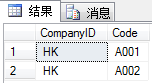 结果 消息
CompanyID Code
1 HK A001
2 HK A002